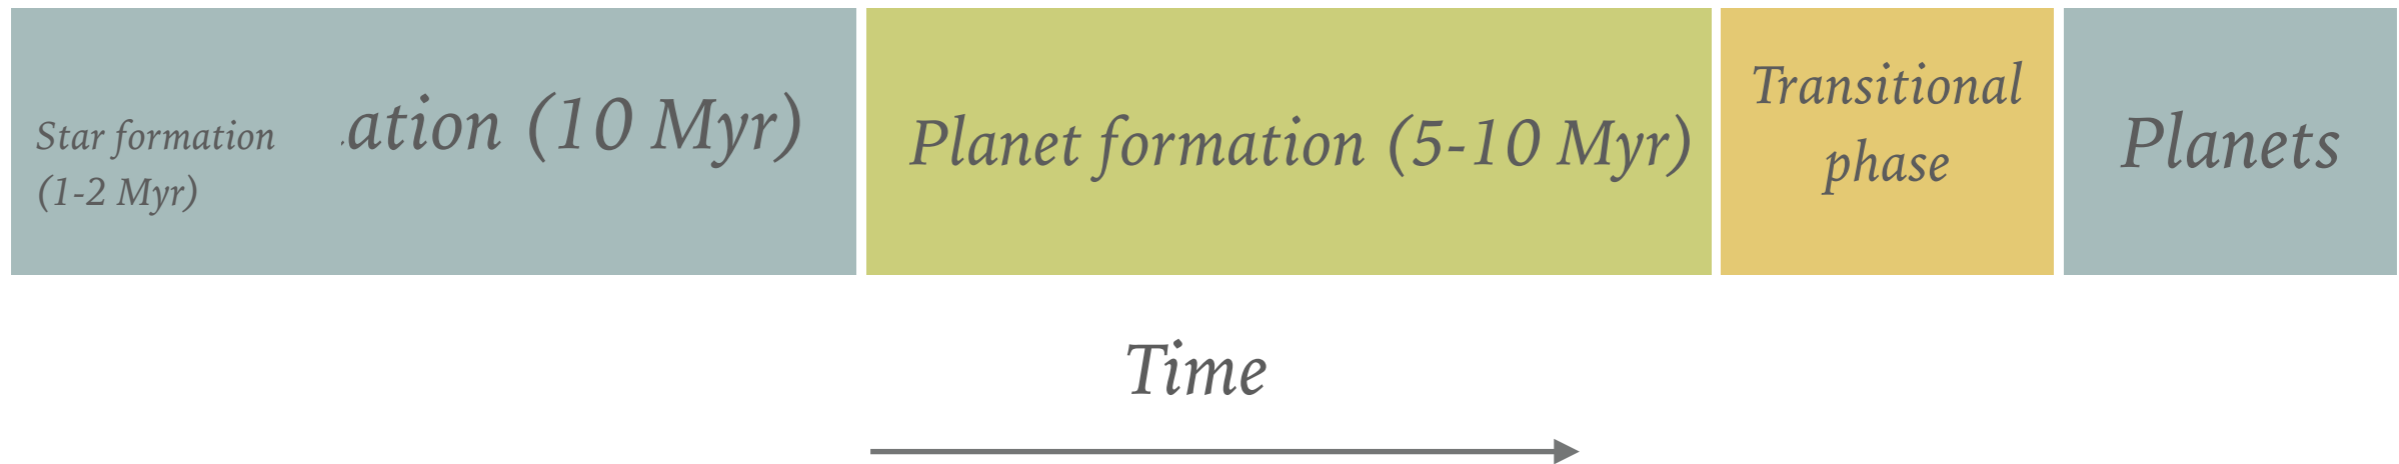 Star formation
(1-2 Myr)
ation (10 Myr)
Planet formation (5-10 Myr)
Transitional
phase
Planets
Time